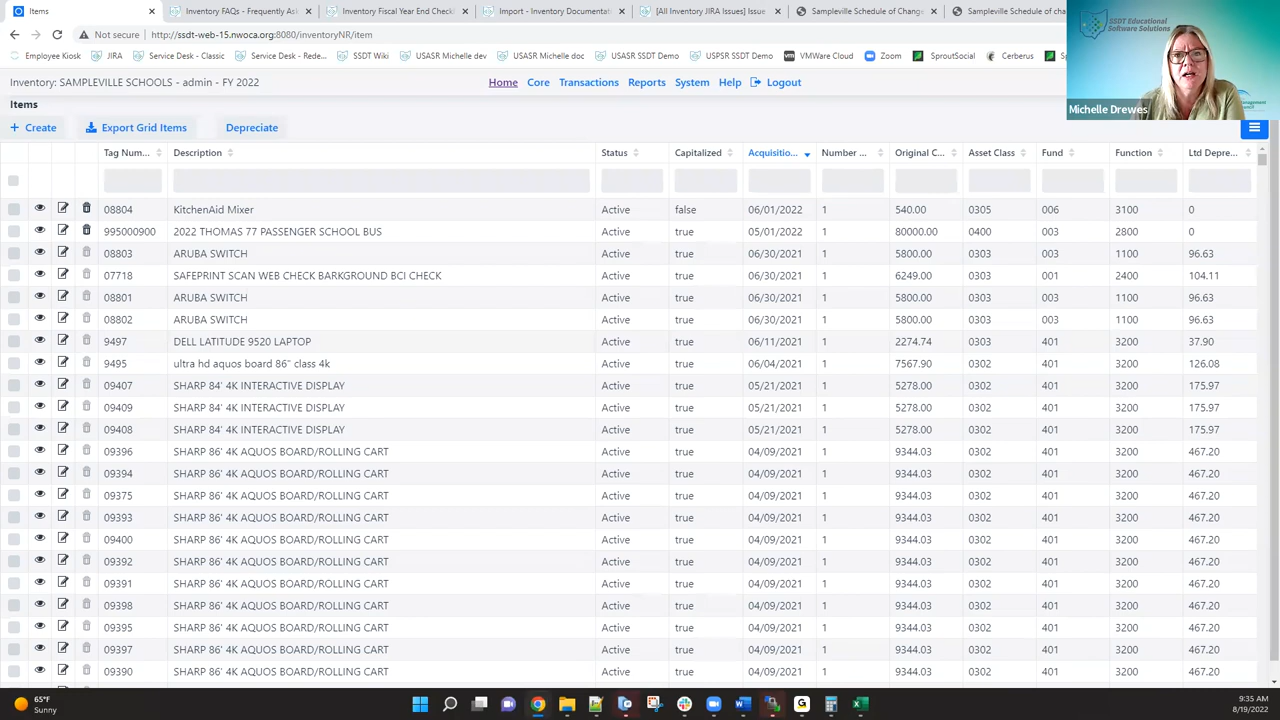 Items
Inventory FAQs - Frequently Ask
Inventory Fiscal Year End Check
Import - Inventory Documenta
[All Inventory JIRA Issues] Issue
Sampleville Schedule of Change
Sampleville Schedule of cha
Not secure
http://ssdt-web-15.nwoca.org:8080/inventoryNR/item
Employee Kiosk JIRA Service Desk - Classic Service Desk - Rede... SSDT Wiki USASR Michelle dev USASR Michelle doc USASR SSDT Demo USPSR SSDT Demo VMWare Cloud Zoom SproutSocial Cerberus
SSDT Educational
Software Solutions
Michelle Drewes
Inventory: SAMPLEVILLE SCHOOLS - admin - FY 2022
Home Core Transactions Reports System Help Logout
Items
+ Create Export Grid Items Depreciate
Tag Num... Description Status Capitalized Acquisitio... Number ... Original C... Asset Class Fund Function Ltd Depre...
08804 KitchenAid Mixer Active false 06/01/2022 1 540.00 0305 006 3100 0
995000900 2022 THOMAS 77 PASSENGER SCHOOL BUS Active true 05/01/2022 1 80000.00 0400 003 2800 0
08803 ARUBA SWITCH Active true 06/30/2021 1 5800.00 0303 003 1100 96.63
07718 SAFEPRINT SCAN WEB CHECK BARKGROUND BCI CHECK Active true 06/30/2021 1 6249.00 0303 001 2400 104.11
08801 ARUBA SWITCH Active true 06/30/2021 1 5800.00 0303 003 1100 96.63
08802 ARUBA SWITCH Active true 06/30/2021 1 5800.00 0303 003 1100 96.63
9497 DELL LATITUDE 9520 LAPTOP Active true 06/11/2021 1 2274.74 0303 401 3200 37.90
9495 ultra hd aquos board 86" class 4k Active true 06/04/2021 1 7567.90 0302 401 3200 126.08
09407 SHARP 84' 4K INTERACTIVE DISPLAY Active true 05/21/2021 1 5278.00 0302 401 3200 175.97
09409 SHARP 84' 4K INTERACTIVE DISPLAY Active true 05/21/2021 1 5278.00 0302 401 3200 175.97
09408 SHARP 84' 4K INTERACTIVE DISPLAY Active true 05/21/2021 1 5278.00 0302 401 3200 175.97
09396 SHARP 86' 4K AQUOS BOARD/ROLLING CART Active true 04/09/2021 1 9344.03 0302 401 3200 467.20
09394 SHARP 86' 4K AQUOS BOARD/ROLLING CART Active true 04/09/2021 1 9344.03 0302 401 3200 467.20
09375 SHARP 86' 4K AQUOS BOARD/ROLLING CART Active true 04/09/2021 1 9344.03 0302 401 3200 467.20
09393 SHARP 86' 4K AQUOS BOARD/ROLLING CART Active true 04/09/2021 1 9344.03 0302 401 3200 467.20
09400 SHARP 86' 4K AQUOS BOARD/ROLLING CART Active true 04/09/2021 1 9344.03 0302 401 3200 467.20
09392 SHARP 86' 4K AQUOS BOARD/ROLLING CART Active true 04/09/2021 1 9344.03 0302 401 3200 467.20
09391 SHARP 86' 4K AQUOS BOARD/ROLLING CART Active true 04/09/2021 1 9344.03 0302 401 3200 467.20
09398 SHARP 86' 4K AQUOS BOARD/ROLLING CART Active true 04/09/2021 1 9344.03 0302 401 3200 467.20
09395 SHARP 86' 4K AQUOS BOARD/ROLLING CART Active true 04/09/2021 1 9344.03 0302 401 3200 467.20
09397 SHARP 86' 4K AQUOS BOARD/ROLLING CART Active true 04/09/2021 1 9344.03 0302 401 3200 467.20
09390 SHARP 86' 4K AQUOS BOARD/ROLLING CART Active true 04/09/2021 1 9344.03 0302 401 3200 467.20
65°F
Sunny
9:35 AM
8/19/2022